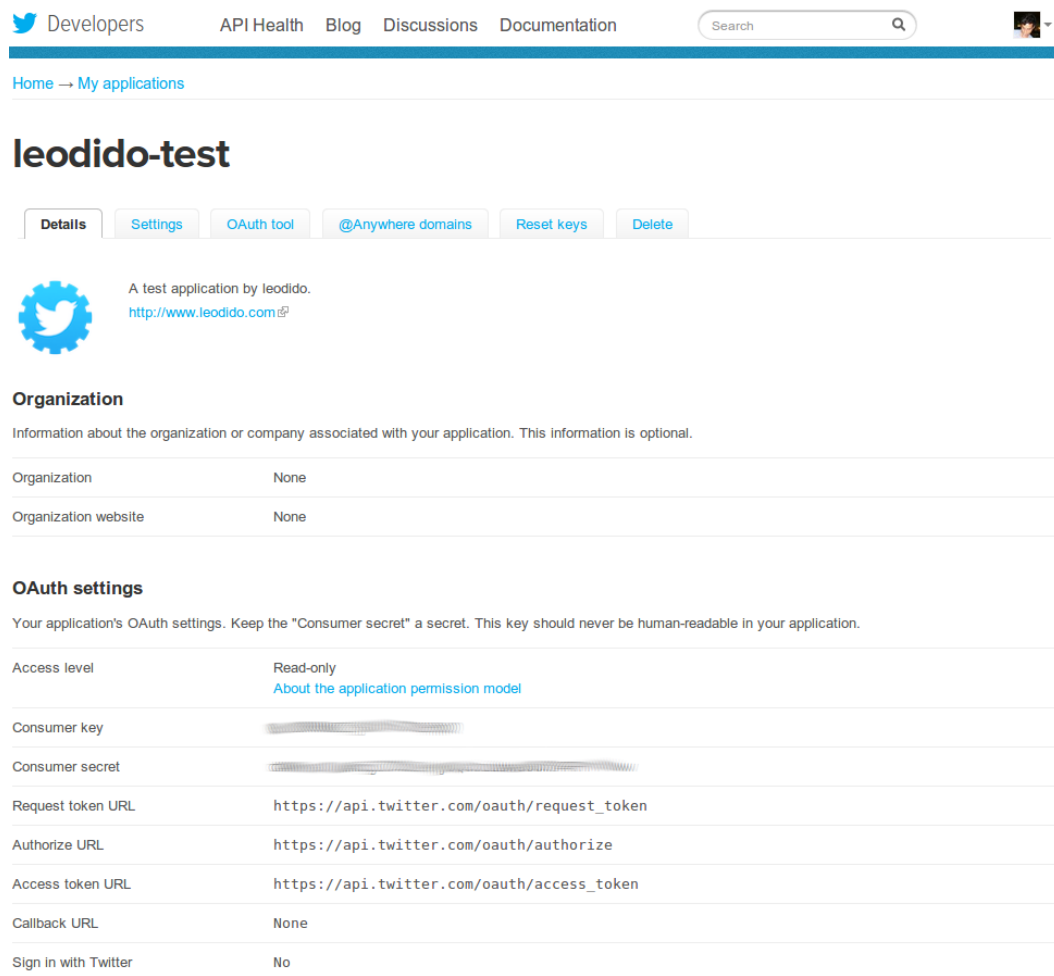 Developers API Health Blog Discussions Documentation Search
Home → My applications
leodido-test
Details Settings OAuth tool @Anywhere domains Reset keys Delete
A test application by leodido.
http://www.leodido.com
Organization
Information about the organization or company associated with your application. This information is optional.
Organization None
Organization website None
OAuth settings
Your application's OAuth settings. Keep the "Consumer secret" a secret. This key should never be human-readable in your application.
Access level Read-only
About the application permission model
Consumer key
Consumer secret
Request token URL https://api.twitter.com/oauth/request_token
Authorize URL https://api.twitter.com/oauth/authorize
Access token URL https://api.twitter.com/oauth/access_token
Callback URL None
Sign in with Twitter No